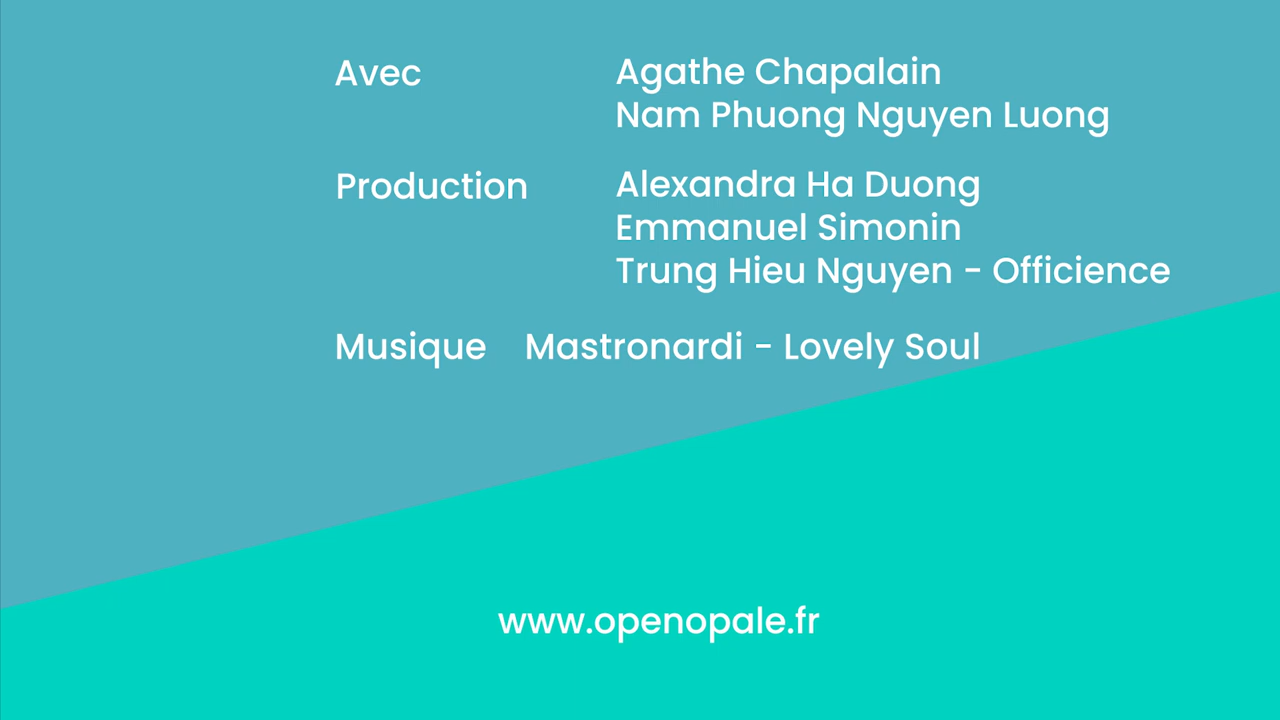 Avec Agathe Chapalain
Nam Phuong Nguyen Luong
Production Alexandra Ha Duong
Emmanuel Simonin
Trung Hieu Nguyen - Officience
Musique Mastronardi - Lovely Soul
www.openopale.fr